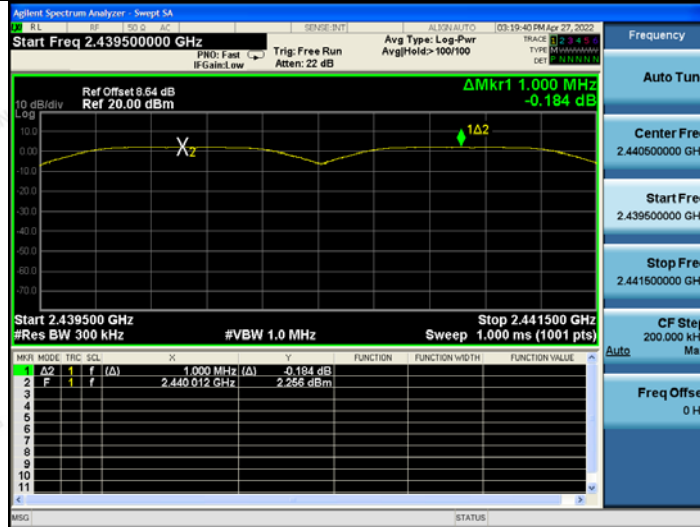 Agilent Spectrum Analyzer - Swept SA
RL RF 50 Ω AC SENSE:INT ALIGNAUTO 03:19:40 PM Apr 27, 2022
Start Freq 2.439500000 GHz
PNO: Fast
IFGain:Low
Trig: Free Run
Atten: 22 dB
Avg Type: Log-Pwr
Avg|Hold:> 100/100
TRACE 1 2 3 4 5 6
TYPE
DET P N N N N N
ΔMkr1 1.000 MHz
-0.184 dB
Ref Offset 8.64 dB
10 dB/div Ref 20.00 dBm
Log
10.0
0.00
-10.0
-20.0
-30.0
-40.0
-50.0
-60.0
-70.0
X2
1Δ2
Start 2.439500 GHz Stop 2.441500 GHz
#Res BW 300 kHz #VBW 1.0 MHz Sweep 1.000 ms (1001 pts)
MKR MODE TRC SCL X Y FUNCTION FUNCTION WIDTH FUNCTION VALUE
1 Δ2 1 f (Δ) 1.000 MHz (Δ) -0.184 dB
2 F 1 f 2.440 012 GHz 2.256 dBm
3
4
5
6
7
8
9
10
11
MSG STATUS
Frequency
Auto Tun
Center Fre
2.440500000 GH
Start Fre
2.439500000 GH
Stop Fre
2.441500000 GH
CF Step
200.000 kH
Auto Ma
Freq Offse
0 H